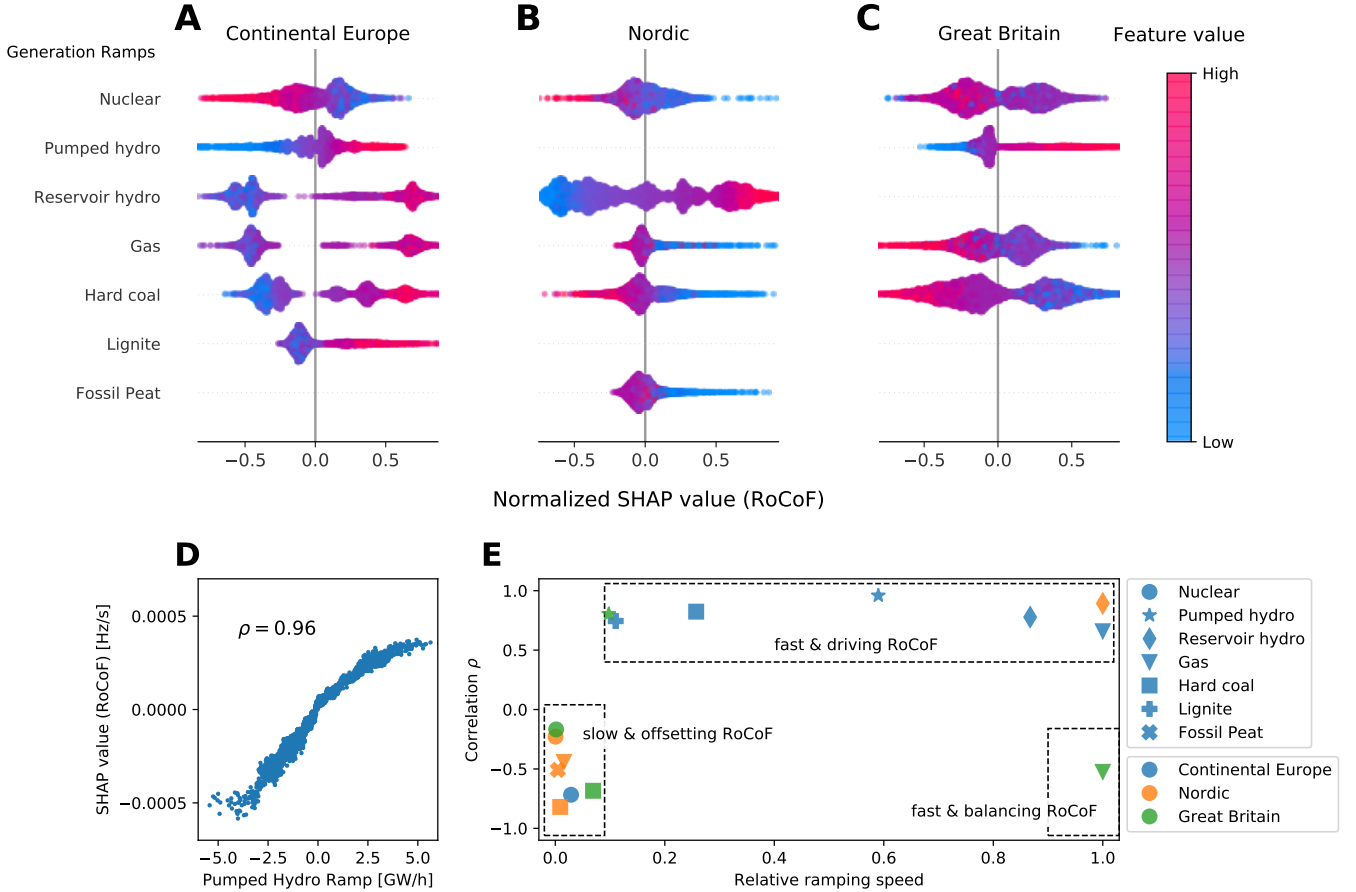 A
B
C
Continental Europe
Nordic
Great Britain
Feature value
Generation Ramps
Nuclear
Pumped hydro
Reservoir hydro
Gas
Hard coal
Lignite
Fossil Peat
High
Low
−0.5 0.0 0.5
−0.5 0.0 0.5
−0.5 0.0 0.5
Normalized SHAP value (RoCoF)
D
SHAP value (RoCoF) [Hz/s]
0.0005
0.0000
−0.0005
ρ = 0.96
−5.0 −2.5 0.0 2.5 5.0
Pumped Hydro Ramp [GW/h]
E
Correlation ρ
1.0
0.5
0.0
−0.5
−1.0
fast & driving RoCoF
slow & offsetting RoCoF
fast & balancing RoCoF
0.0 0.2 0.4 0.6 0.8 1.0
Relative ramping speed
Nuclear
Pumped hydro
Reservoir hydro
Gas
Hard coal
Lignite
Fossil Peat
Continental Europe
Nordic
Great Britain